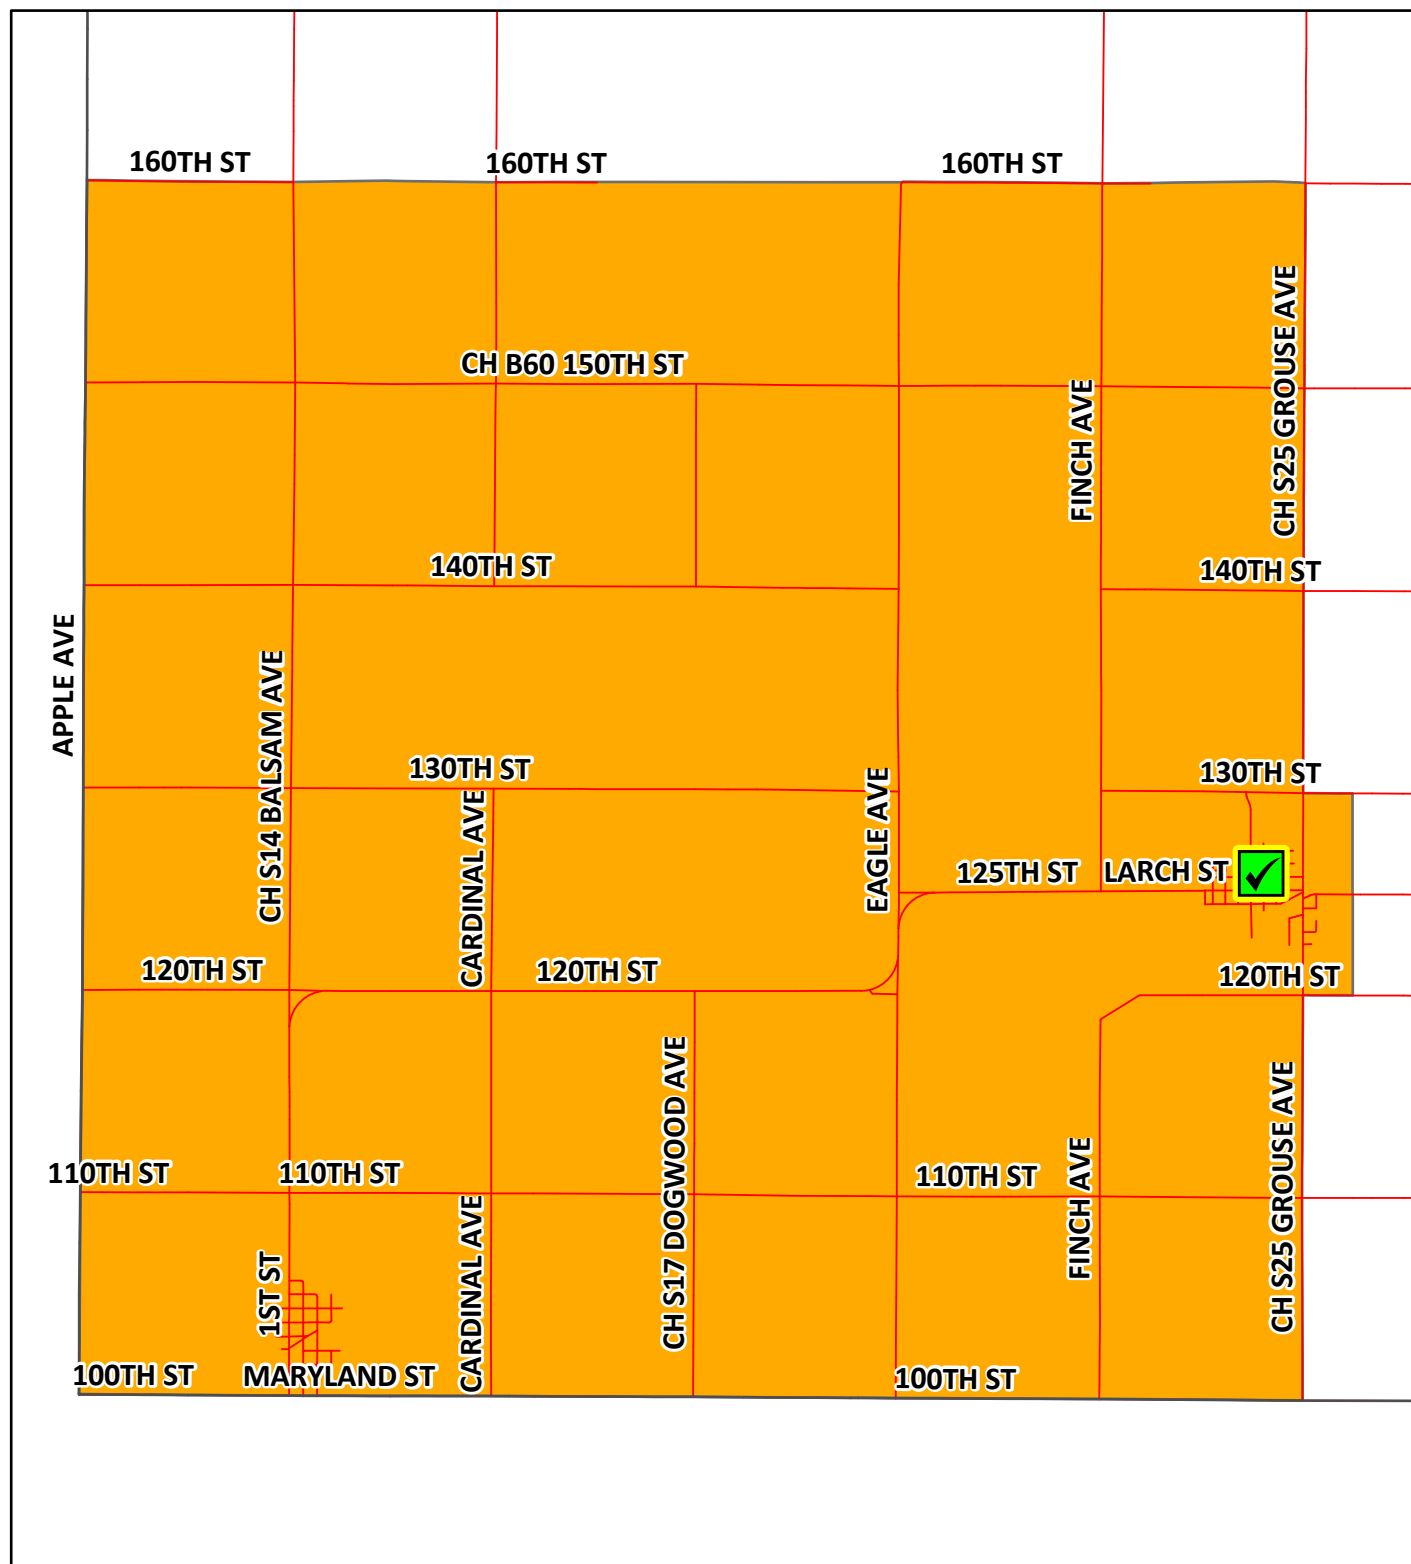 160TH ST
160TH ST
160TH ST
CH S25 GROUSE AVE
CH B60 150TH ST
FINCH AVE
140TH ST
140TH ST
APPLE AVE
CH S14 BALSAM AVE
130TH ST
130TH ST
CARDINAL AVE
EAGLE AVE
125TH ST
LARCH ST
120TH ST
120TH ST
120TH ST
CH S17 DOGWOOD AVE
CH S25 GROUSE AVE
110TH ST
110TH ST
110TH ST
FINCH AVE
CARDINAL AVE
1ST ST
100TH ST
MARYLAND ST
100TH ST